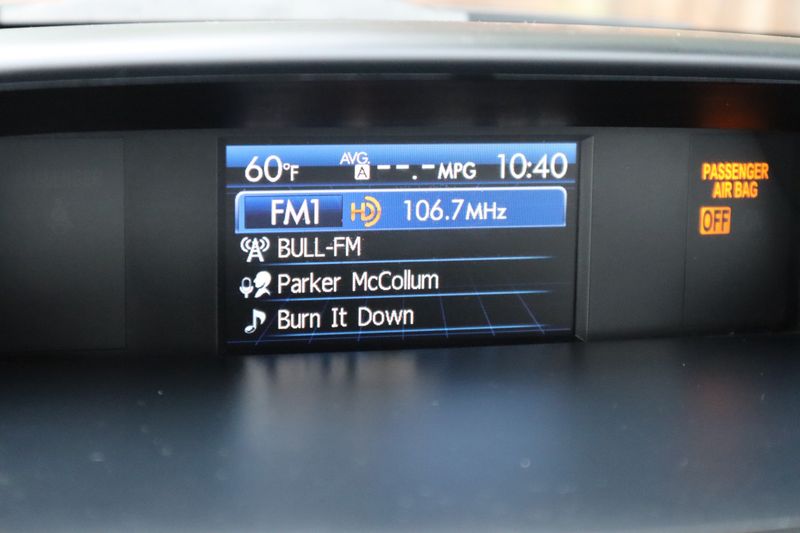 60°F AVG. A --.- MPG 10:40
FM1 HD 106.7MHz
BULL-FM
Parker McCollum
Burn It Down
PASSENGER
AIR BAG
OFF